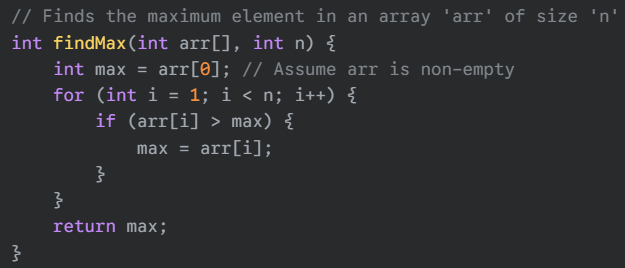 // Finds the maximum element in an array 'arr' of size 'n'
int findMax(int arr[], int n) {
    int max = arr[0]; // Assume arr is non-empty
    for (int i = 1; i < n; i++) {
        if (arr[i] > max) {
            max = arr[i];
        }
    }
    return max;
}